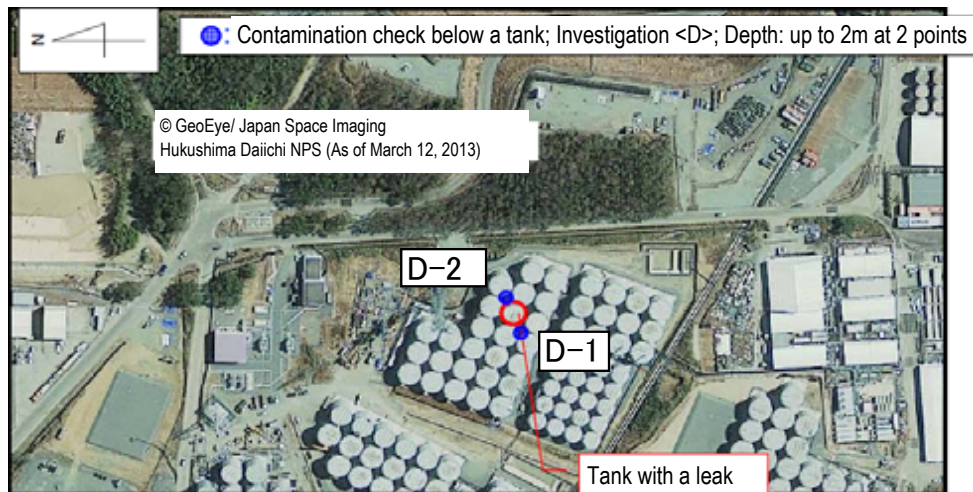 N
: Contamination check below a tank; Investigation <D>; Depth: up to 2m at 2 points
© GeoEye/ Japan Space Imaging
Hukushima Daiichi NPS (As of March 12, 2013)
D-2
D-1
Tank with a leak